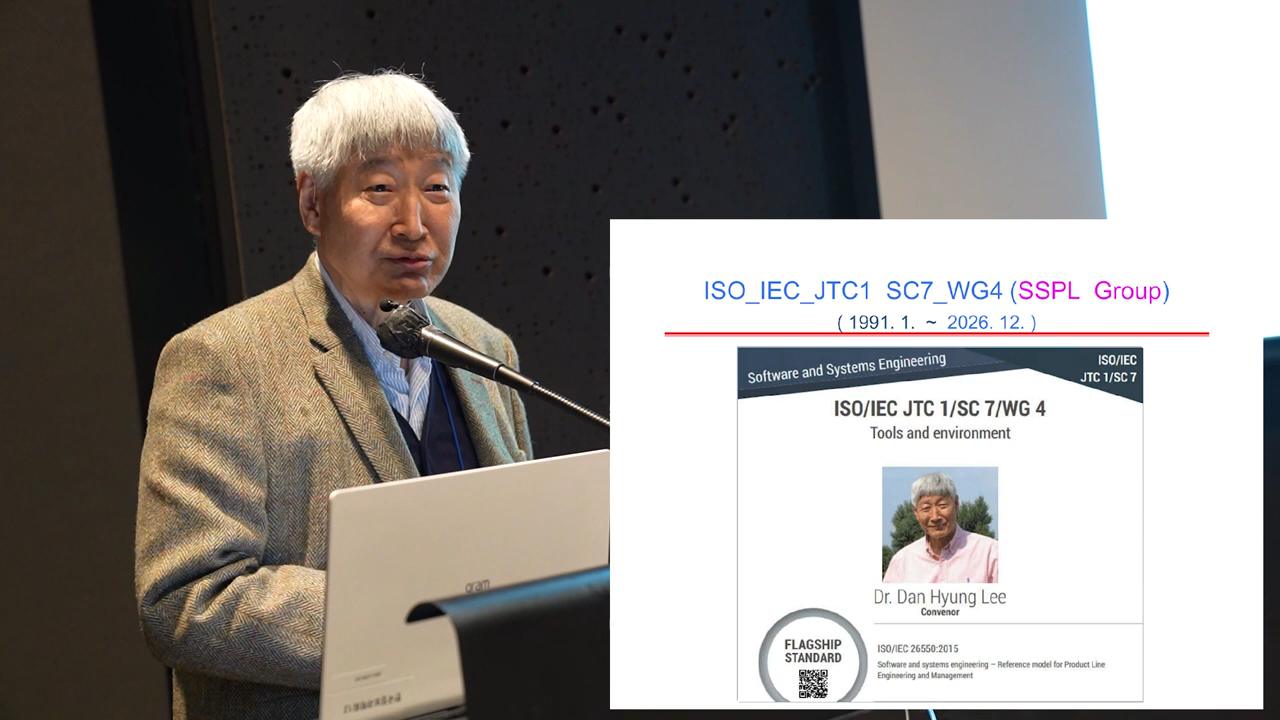 ISO_IEC_JTC1 SC7_WG4 (SSPL Group)
( 1991. 1. ~ 2026. 12. )
Software and Systems Engineering
ISO/IEC
JTC 1/SC 7
ISO/IEC JTC 1/SC 7/WG 4
Tools and environment
Dr. Dan Hyung Lee
Convenor
FLAGSHIP
STANDARD
ISO/IEC 26550:2015
Software and systems engineering – Reference model for Product Line
Engineering and Management
gram